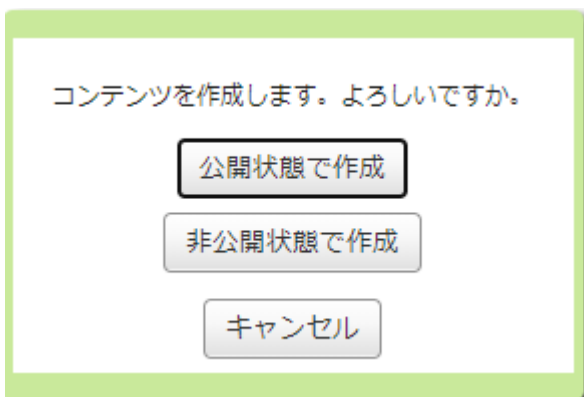 コンテンツを作成します。よろしいですか。
公開状態で作成
非公開状態で作成
キャンセル